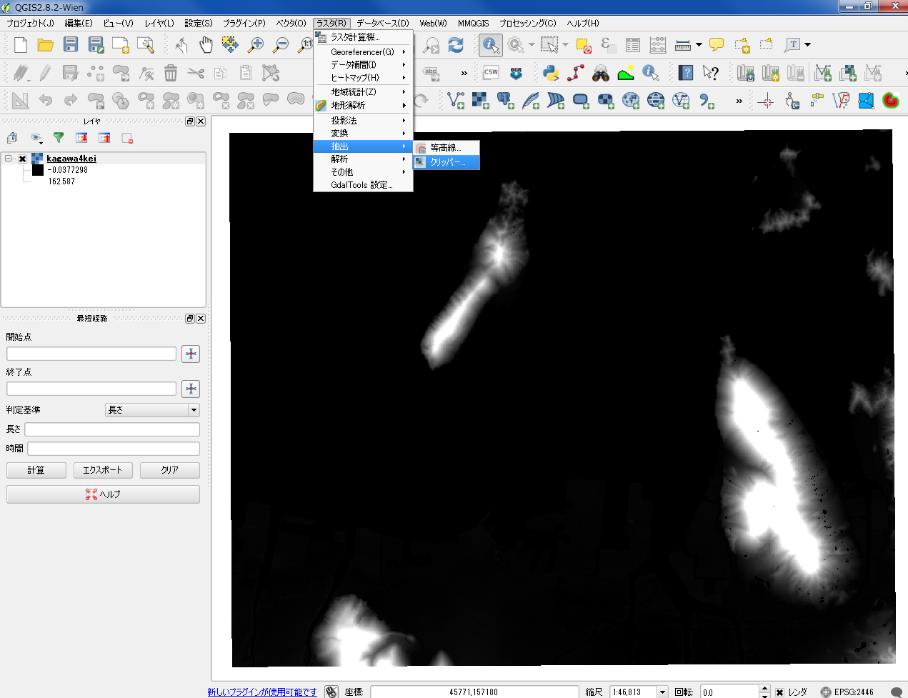 QGIS2.8.2-Wien
プロジェクト(J) 編集(E) ビュー(V) レイヤ(L) 設定(S) プラグイン(P) ベクタ(O) ラスタ(R) データベース(D) Web(W) MMQGIS プロセッシング(C) ヘルプ(H)
ラスタ計算機...
Georeferencer(G)
データ補間(I)
ヒートマップ(H)
地域統計(Z)
地形解析
投影法
変換
抽出
解析
その他
GdalTools 設定...
等高線...
クリッパー...
CSW
レイヤ
kagawa4kei
-0.0377298
162.587
最短経路
開始点
終了点
判定基準 長さ
長さ
時間
計算 エクスポート クリア
ヘルプ
新しいプラグインが使用可能です 座標: 45771,157180 縮尺 1:46,813 回転: 0.0 レンダ EPSG:2446